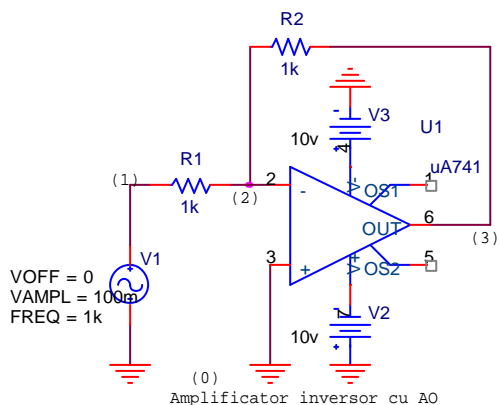 R2
1k
-
V3
U1
10v
+
4
R1
1
uA741
(1)
2
V-
OS1
1k
(2)
-
OUT
6
(3)
3
+
V+
OS2
5
V1
VOFF = 0
VAMPL = 100m
FREQ = 1k
7
-
V2
10v
+
(0)
Amplificator inversor cu AO